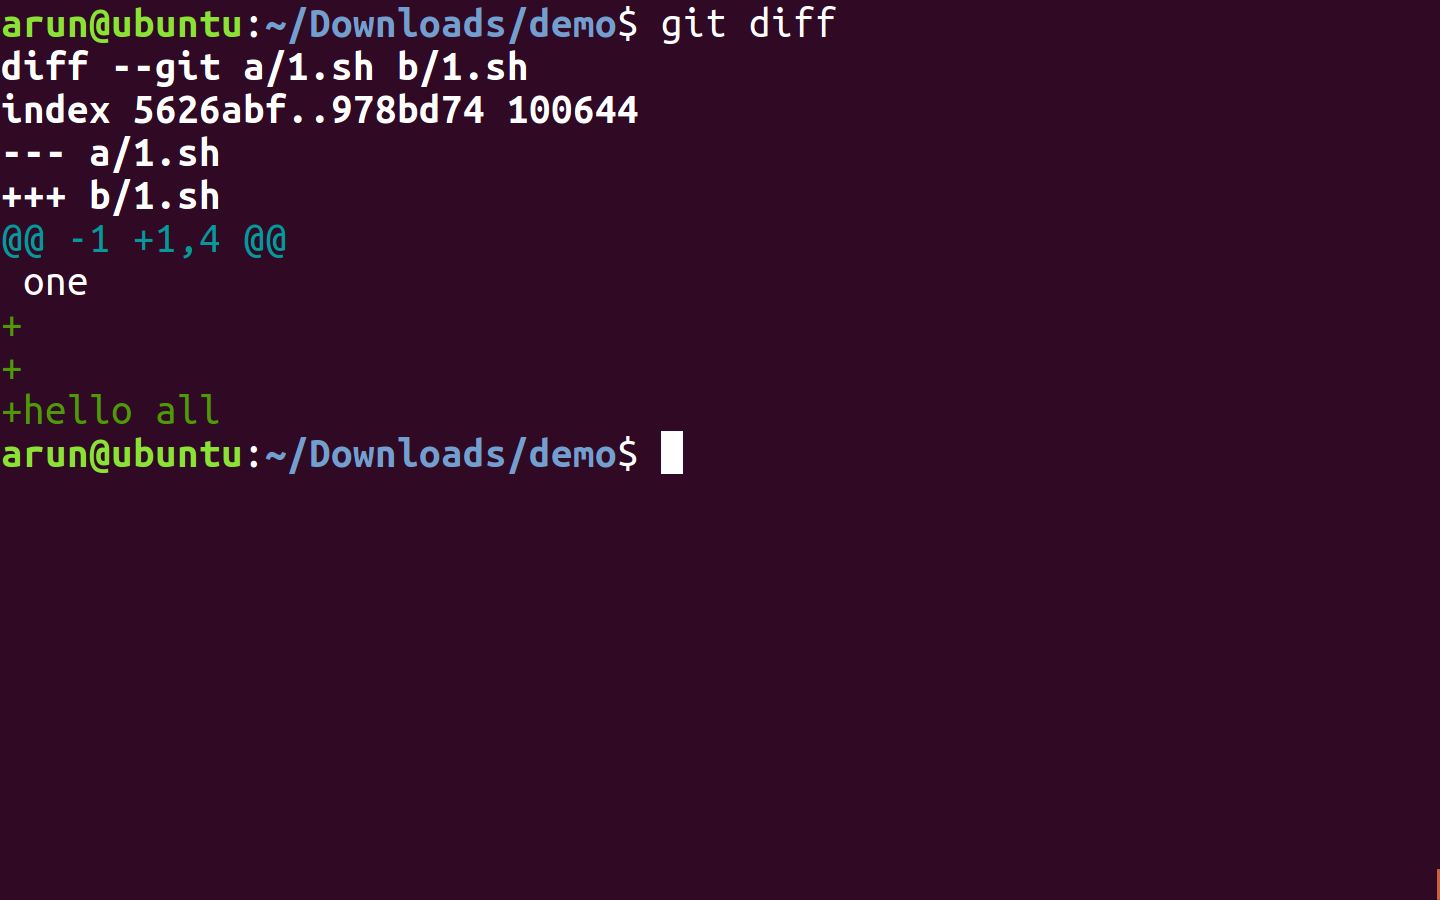 arun@ubuntu:~/Downloads/demo$ git diff
diff --git a/1.sh b/1.sh
index 5626abf..978bd74 100644
--- a/1.sh
+++ b/1.sh
@@ -1 +1,4 @@
 one
+
+
+hello all
arun@ubuntu:~/Downloads/demo$